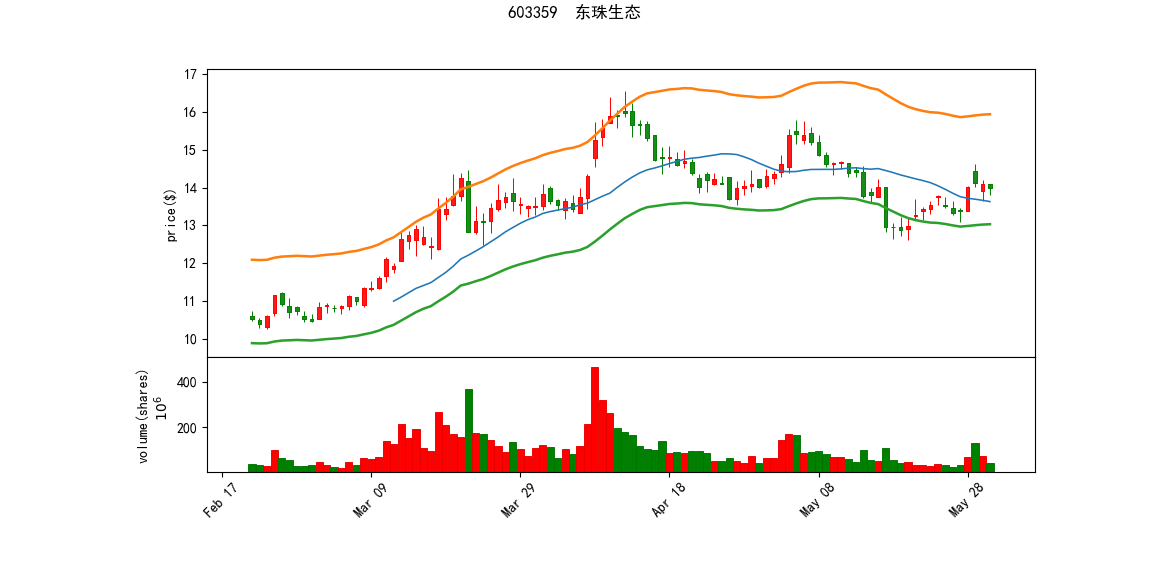 603359  东珠生态
17
16
15
14
13
12
11
10
price($)
400
200
volume(shares)
10^6
Feb 17
Mar 09
Mar 29
Apr 18
May 08
May 28